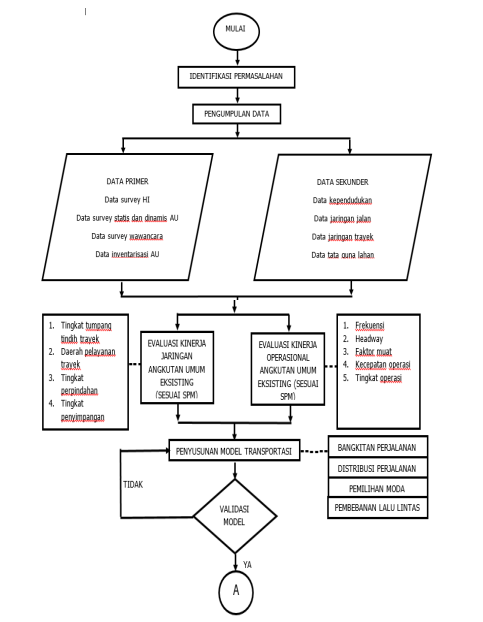 MULAI
IDENTIFIKASI PERMASALAHAN
PENGUMPULAN DATA
DATA PRIMER
Data survey HI
Data survey statis dan dinamis AU
Data survey wawancara
Data inventarisasi AU
DATA SEKUNDER
Data kependudukan
Data jaringan jalan
Data jaringan trayek
Data tata guna lahan
1. Tingkat tumpang
tindih trayek
2. Daerah pelayanan
trayek
3. Tingkat
perpindahan
4. Tingkat
penyimpangan
EVALUASI KINERJA
JARINGAN
ANGKUTAN UMUM
EKSISTING
(SESUAI SPM)
EVALUASI KINERJA
OPERASIONAL
ANGKUTAN UMUM
EKSISTING (SESUAI
SPM)
1. Frekuensi
2. Headway
3. Faktor muat
4. Kecepatan operasi
5. Tingkat operasi
PENYUSUNAN MODEL TRANSPORTASI
BANGKITAN PERJALANAN
DISTRIBUSI PERJALANAN
PEMILIHAN MODA
PEMBEBANAN LALU LINTAS
TIDAK
VALIDASI
MODEL
YA
A